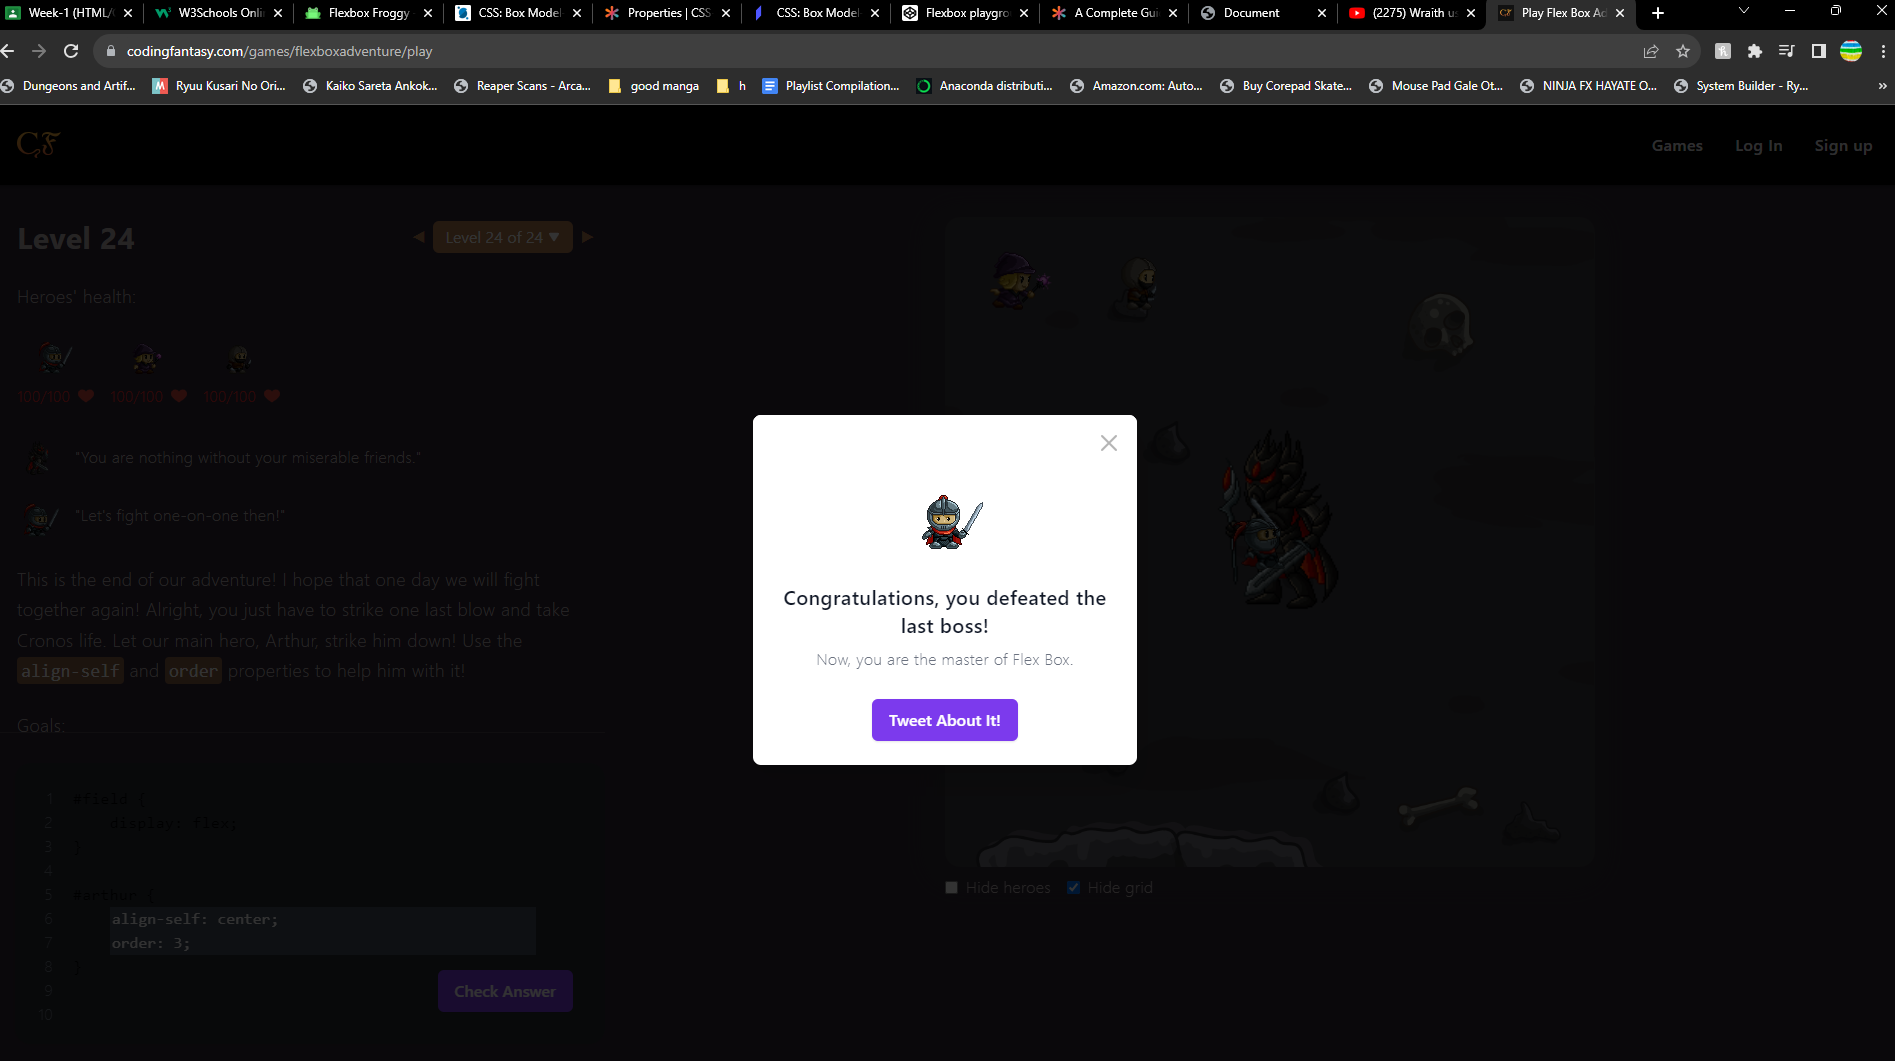 Week-1 (HTML/
W3Schools Onli
Flexbox Froggy
CSS: Box Model
Properties | CSS
CSS: Box Model
Flexbox playgro
A Complete Gui
Document
(2275) Wraith u
Play Flex Box Ad
codingfantasy.com/games/flexboxadventure/play
Dungeons and Artif...
Ryuu Kusari No Ori...
Kaiko Sareta Ankok...
Reaper Scans - Arca...
good manga
h
Playlist Compilation...
Anaconda distributi...
Amazon.com: Auto...
Buy Corepad Skate...
Mouse Pad Gale Ot...
NINJA FX HAYATE O...
System Builder - Ry...
»
CF
Games
Log In
Sign up
Level 24
◀ Level 24 of 24 ▼ ▶
Heroes' health:
100/100 100/100 100/100
"You are nothing without your miserable friends."
"Let's fight one-on-one then!"
This is the end of our adventure! I hope that one day we will fight
together again! Alright, you just have to strike one last blow and take
Cronos life. Let our main hero, Arthur, strike him down! Use the
align-self and order properties to help him with it!
Goals:
1 #field {
2 display: flex;
3 }
4
5 #arthur {
6 align-self: center;
7 order: 3;
8 }
9
10
Check Answer
Congratulations, you defeated the
last boss!
Now, you are the master of Flex Box.
Tweet About It!
Hide heroes
Hide grid